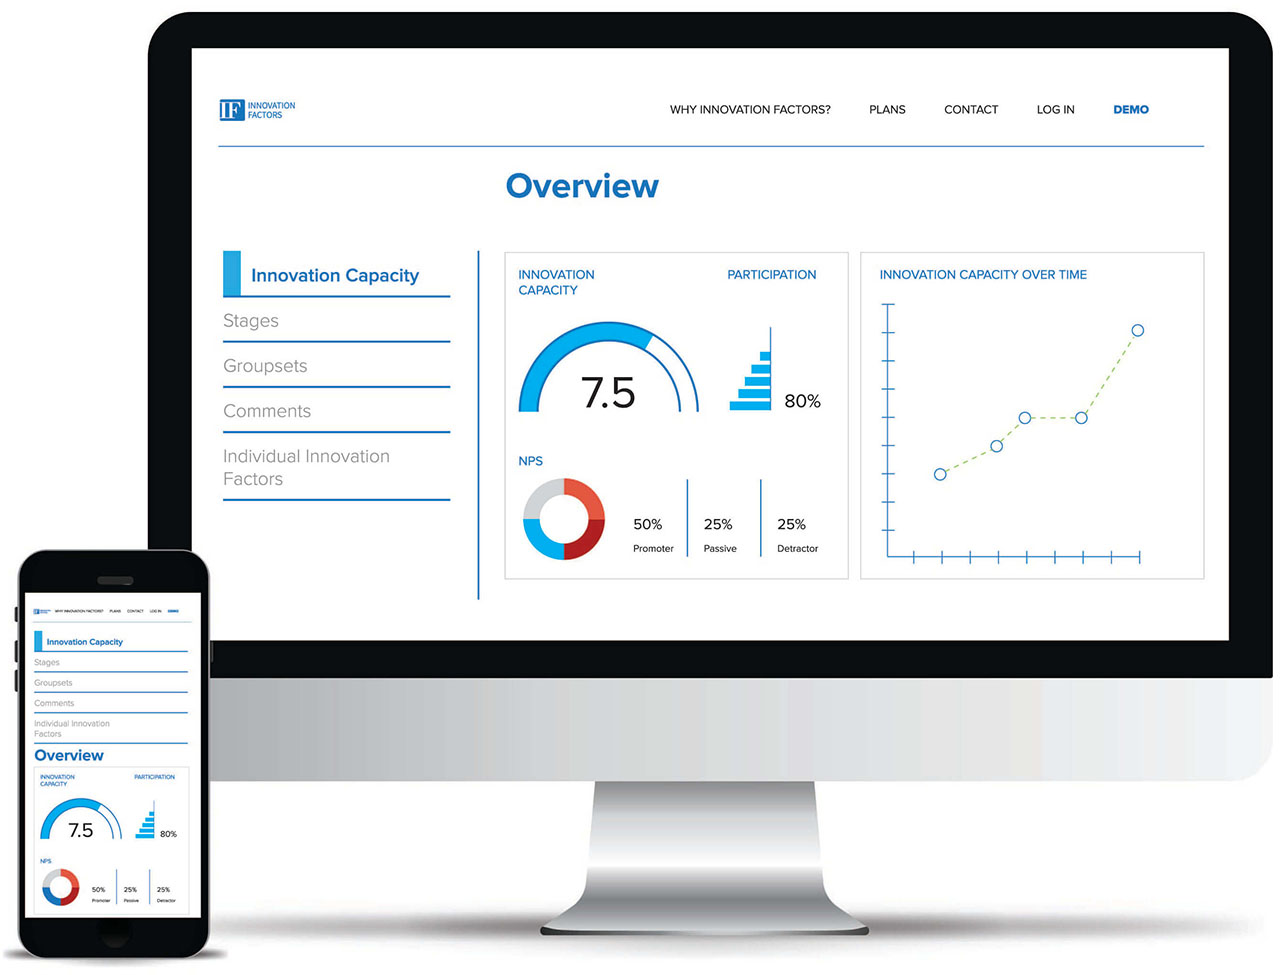 IF INNOVATION
FACTORS
WHY INNOVATION FACTORS? PLANS CONTACT LOG IN DEMO
Overview
Innovation Capacity
Stages
Groupsets
Comments
Individual Innovation
Factors
INNOVATION
CAPACITY
PARTICIPATION
7.5
80%
NPS
50% 25% 25%
Promoter Passive Detractor
INNOVATION CAPACITY OVER TIME
IF INNOVATION
FACTORS
WHY INNOVATION FACTORS? PLANS CONTACT LOG IN DEMO
Innovation Capacity
Stages
Groupsets
Comments
Individual Innovation
Factors
Overview
INNOVATION
CAPACITY
PARTICIPATION
7.5
80%
NPS
50% 25% 25%
Promoter Passive Detractor